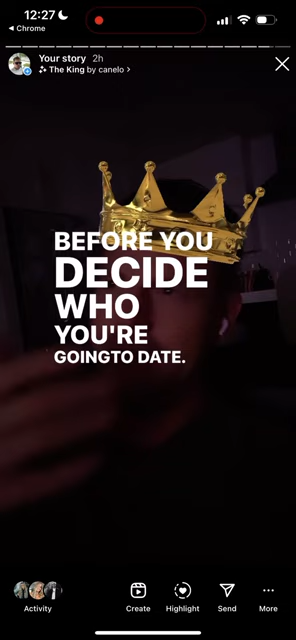 12:27
Chrome
Your story 2h
The King by canelo >
BEFORE YOU
DECIDE
WHO
YOU'RE
GOINGTO DATE.
Activity
Create
Highlight
Send
More